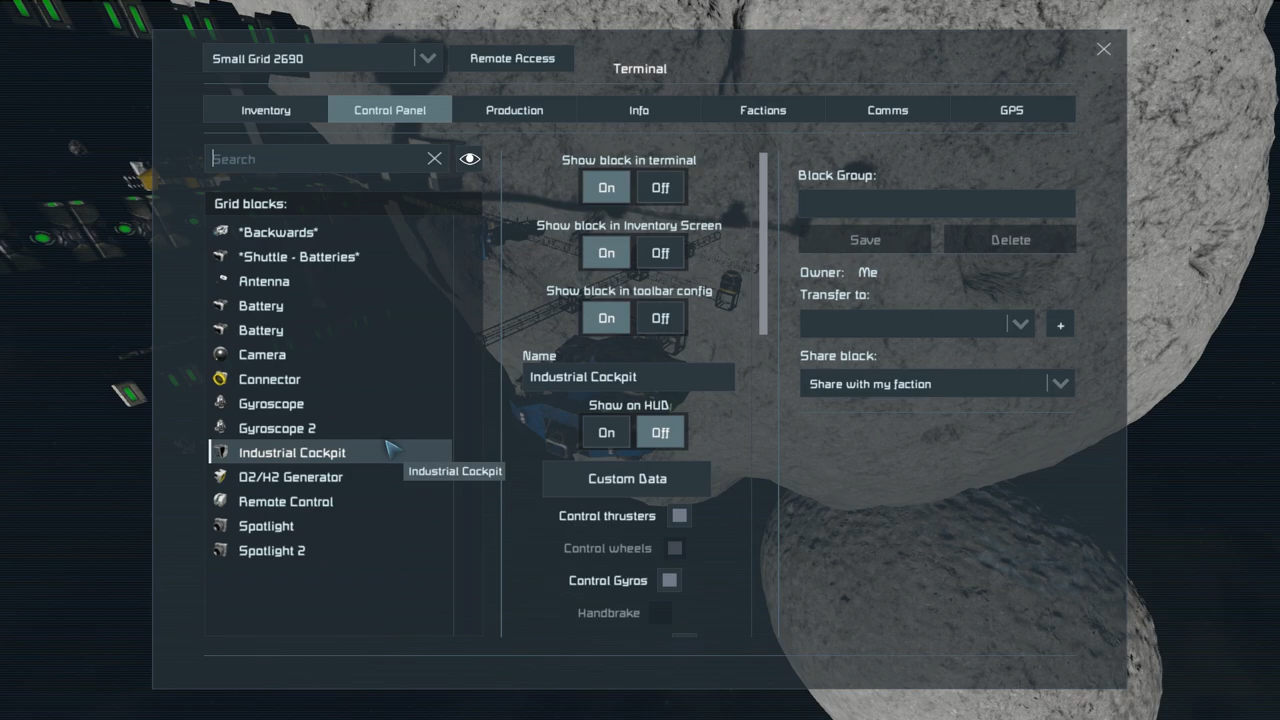 Small Grid 2690
Remote Access
Terminal
Inventory
Control Panel
Production
Info
Factions
Comms
GPS
Search
Grid blocks:
*Backwards*
*Shuttle - Batteries*
Antenna
Battery
Battery
Camera
Connector
Gyroscope
Gyroscope 2
Industrial Cockpit
O2/H2 Generator
Remote Control
Spotlight
Spotlight 2
Industrial Cockpit
Show block in terminal
On Off
Show block in Inventory Screen
On Off
Show block in toolbar config
On Off
Name
Industrial Cockpit
Show on HUD
On Off
Custom Data
Control thrusters
Control wheels
Control Gyros
Handbrake
Block Group:
Save
Delete
Owner: Me
Transfer to:
+
Share block:
Share with my faction